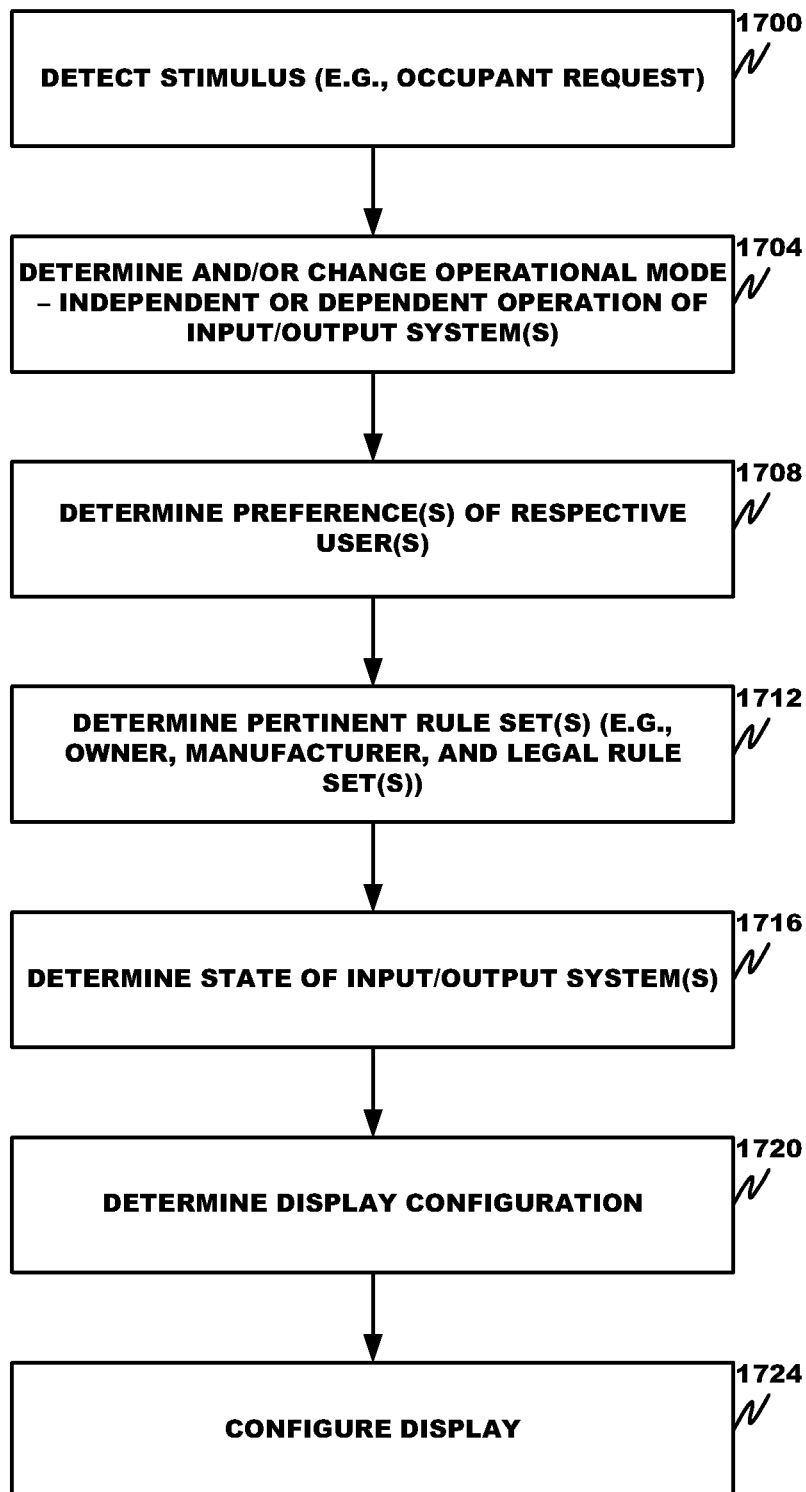 1700
DETECT STIMULUS (E.G., OCCUPANT REQUEST)
1704
DETERMINE AND/OR CHANGE OPERATIONAL MODE
– INDEPENDENT OR DEPENDENT OPERATION OF
INPUT/OUTPUT SYSTEM(S)
1708
DETERMINE PREFERENCE(S) OF RESPECTIVE
USER(S)
1712
DETERMINE PERTINENT RULE SET(S) (E.G.,
OWNER, MANUFACTURER, AND LEGAL RULE
SET(S))
1716
DETERMINE STATE OF INPUT/OUTPUT SYSTEM(S)
1720
DETERMINE DISPLAY CONFIGURATION
1724
CONFIGURE DISPLAY